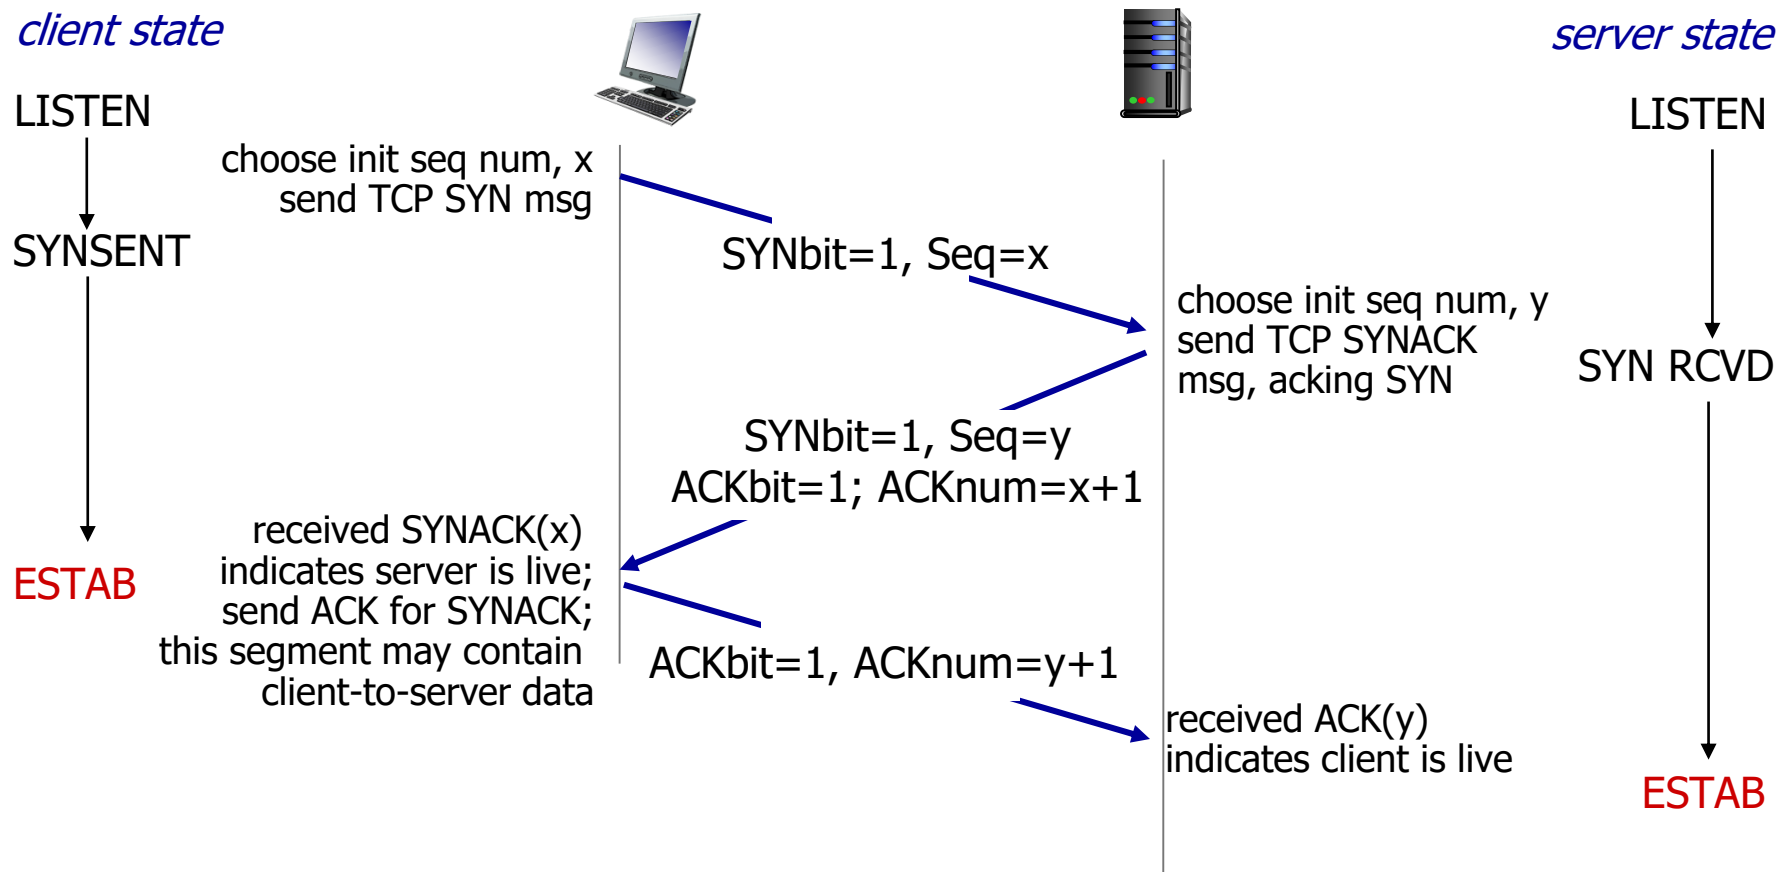 client state
server state
LISTEN
LISTEN
choose init seq num, x
send TCP SYN msg
SYNSENT
SYNbit=1, Seq=x
choose init seq num, y
send TCP SYNACK
msg, acking SYN
SYN RCVD
SYNbit=1, Seq=y
ACKbit=1; ACKnum=x+1
received SYNACK(x)
indicates server is live;
send ACK for SYNACK;
this segment may contain
client-to-server data
ESTAB
ACKbit=1, ACKnum=y+1
received ACK(y)
indicates client is live
ESTAB